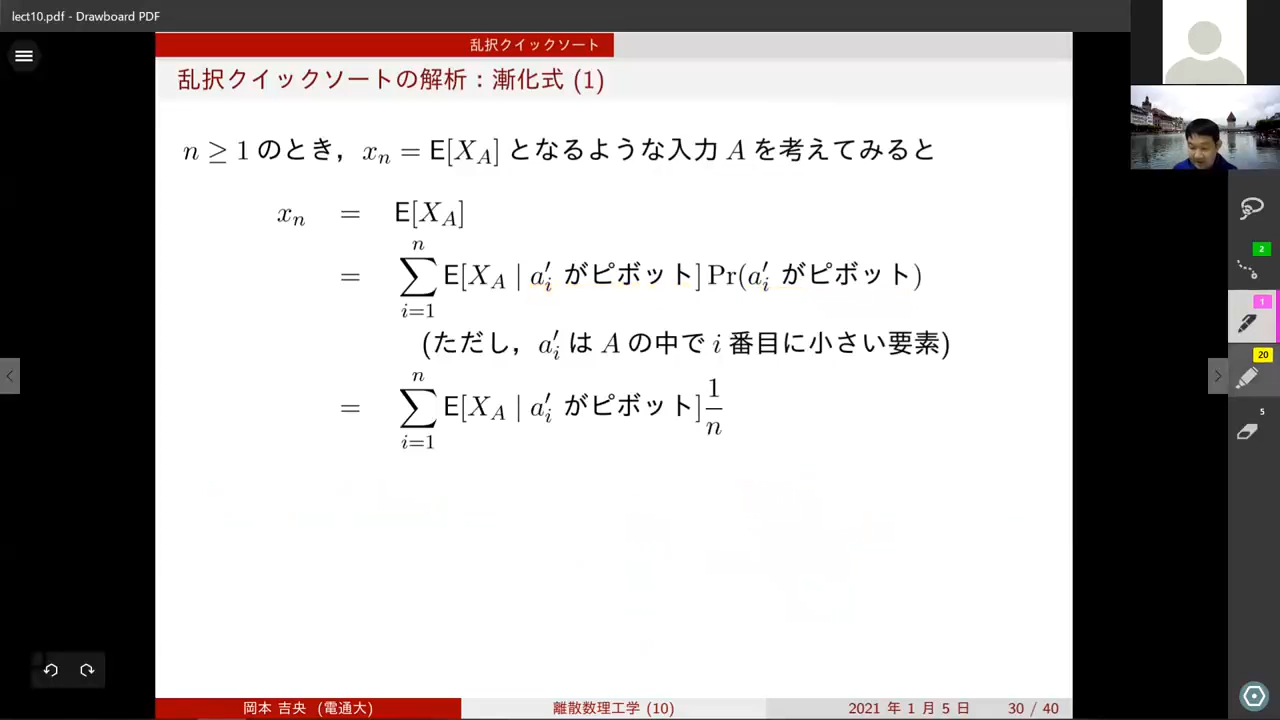 lect10.pdf - Drawboard PDF
乱択クイックソート
乱択クイックソートの解析：漸化式 (1)
n ≥ 1 のとき，x_n = E[X_A] となるような入力 A を考えてみると
x_n = E[X_A]
= \sum_{i=1}^{n} E[X_A | a'_i がピボット] Pr(a'_i がピボット)
(ただし，a'_i は A の中で i 番目に小さい要素)
= \sum_{i=1}^{n} E[X_A | a'_i がピボット] \frac{1}{n}
2
1
20
5
岡本 吉央 (電通大)
離散数理工学 (10)
2021 年 1 月 5 日
30 / 40